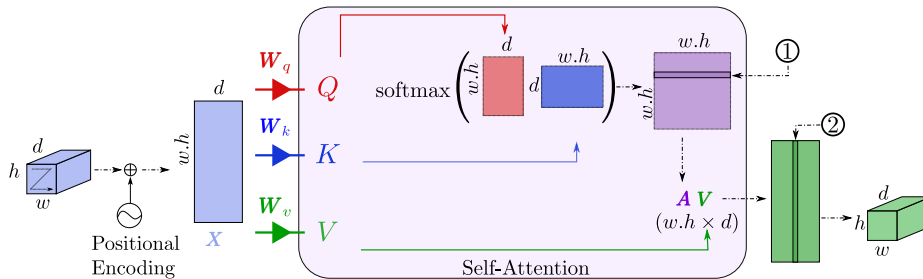 h
d
w
Positional
Encoding
d
w.h
X
W_q
W_k
W_v
Q
K
V
softmax
(
w.h
d
d
w.h
)
w.h
w.h
①
A V
(w.h × d)
Self-Attention
②
d
h
w